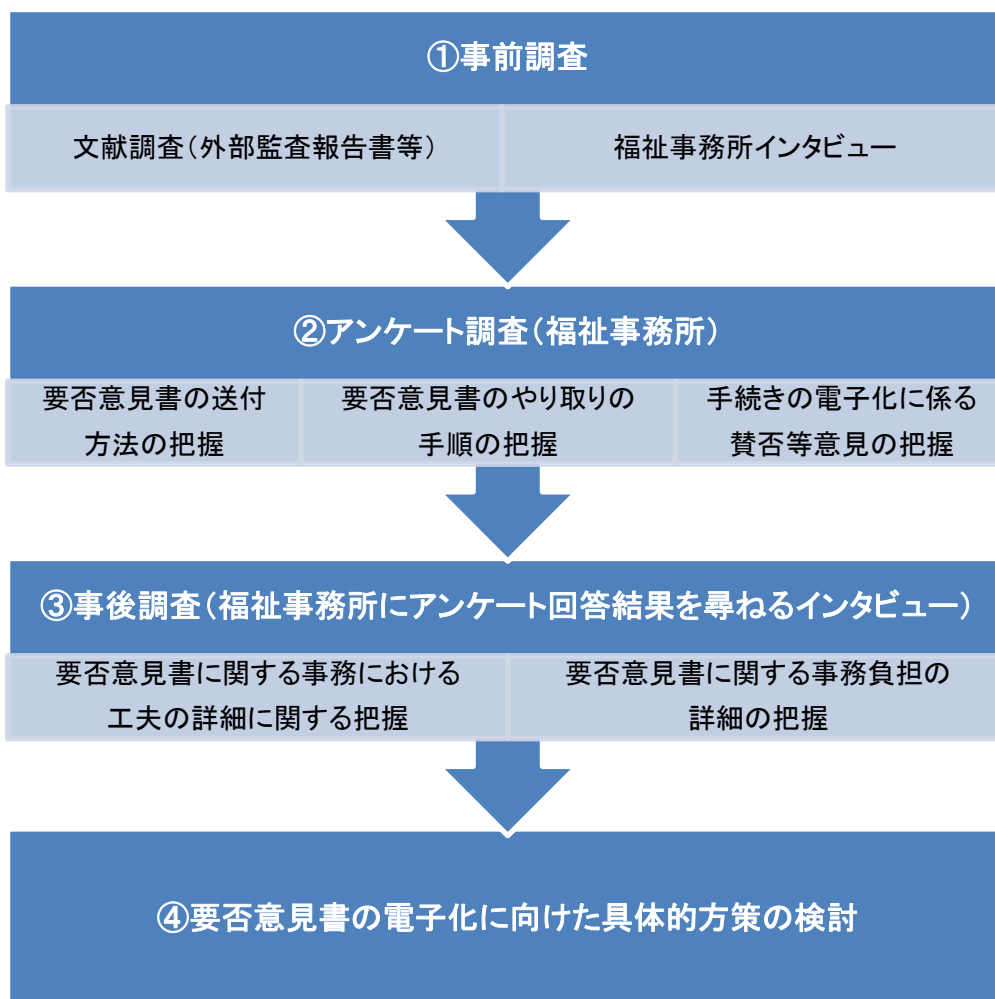 ①事前調査
文献調査(外部監査報告書等)
福祉事務所インタビュー
②アンケート調査(福祉事務所)
要否意見書の送付
方法の把握
要否意見書のやり取りの
手順の把握
手続きの電子化に係る
賛否等意見の把握
③事後調査(福祉事務所にアンケート回答結果を尋ねるインタビュー)
要否意見書に関する事務における
工夫の詳細に関する把握
要否意見書に関する事務負担の
詳細の把握
④要否意見書の電子化に向けた具体的方策の検討